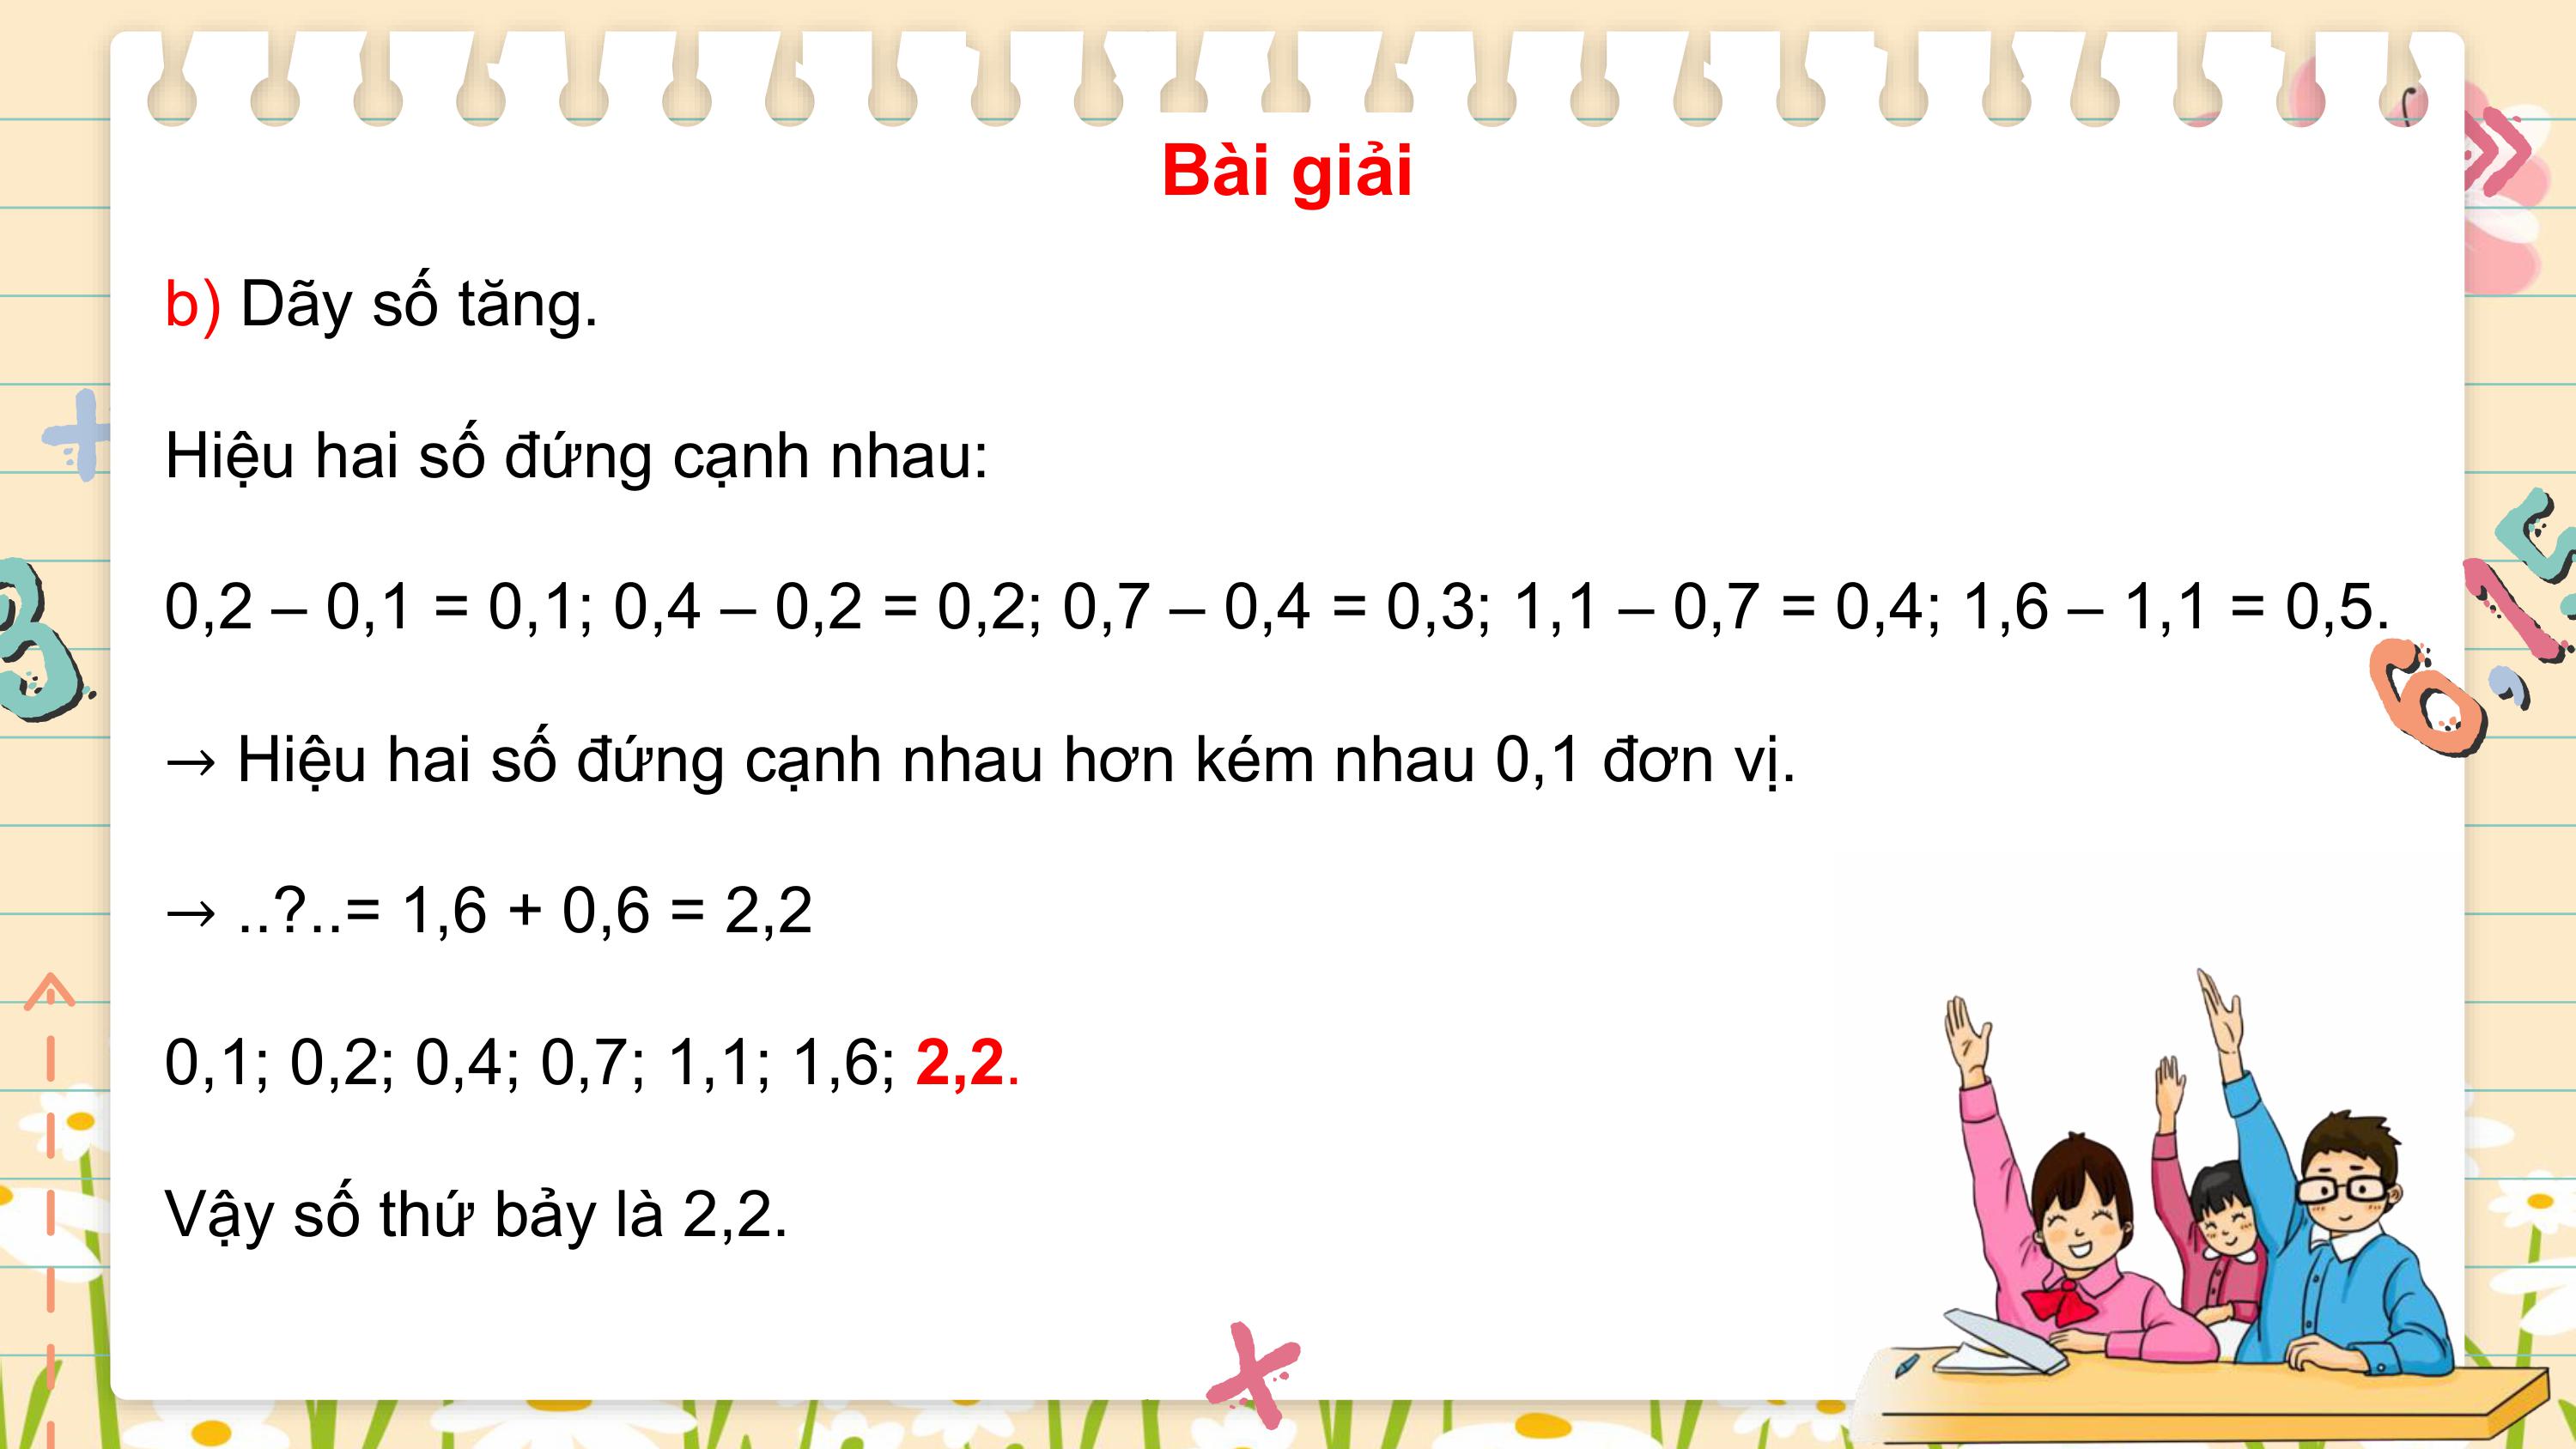 Bài giải
b) Dãy số tăng.
Hiệu hai số đứng cạnh nhau:
0,2 – 0,1 = 0,1; 0,4 – 0,2 = 0,2; 0,7 – 0,4 = 0,3; 1,1 – 0,7 = 0,4; 1,6 – 1,1 = 0,5.
→ Hiệu hai số đứng cạnh nhau hơn kém nhau 0,1 đơn vị.
→ ..?..= 1,6 + 0,6 = 2,2
0,1; 0,2; 0,4; 0,7; 1,1; 1,6; 2,2.
Vậy số thứ bảy là 2,2.